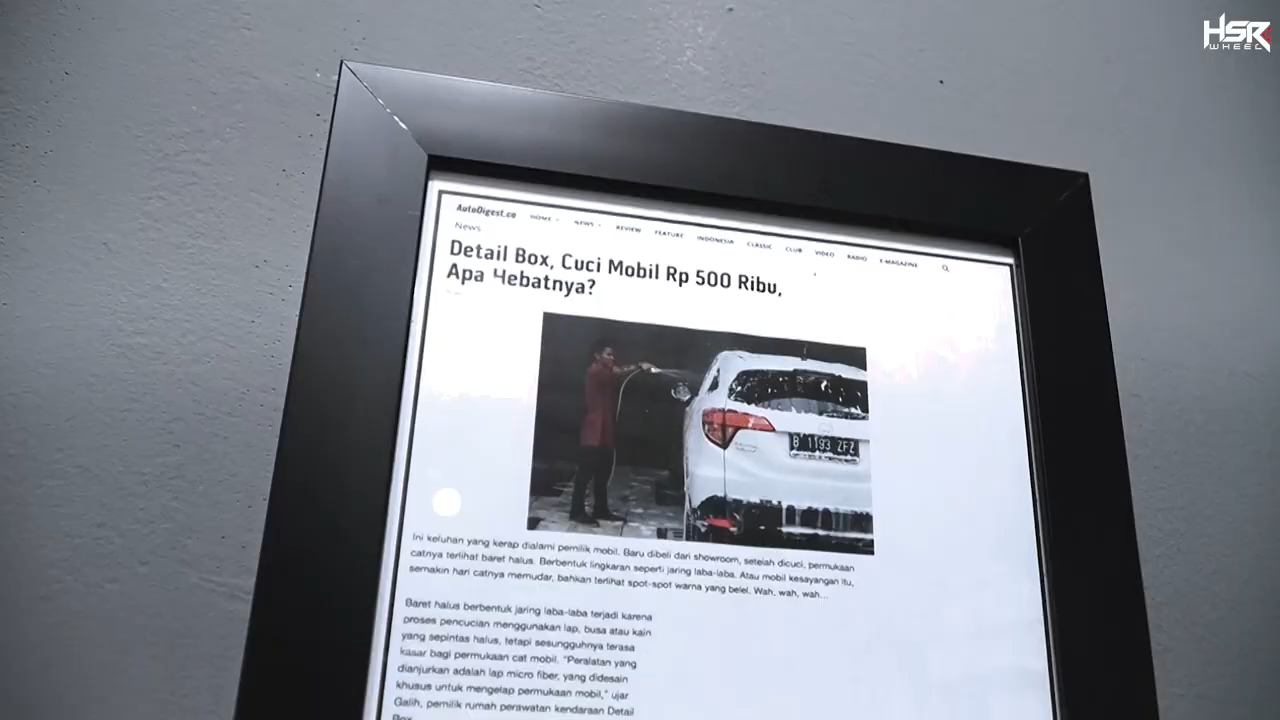 HSR
WHEEL
AutoDigest.co HOME NEWS REVIEW FEATURE INDONESIA CLASSIC CLUB VIDEO RADIO E-MAGAZINE
News
Detail Box, Cuci Mobil Rp 500 Ribu,
Apa Hebatnya?
B 1193 ZFZ
Ini keluhan yang kerap dialami pemilik mobil. Baru dibeli dari showroom, setelah dicuci, permukaan
catnya terlihat baret halus. Berbentuk lingkaran seperti jaring laba-laba. Atau mobil kesayangan itu,
semakin hari catnya memudar, bahkan terlihat spot-spot warna yang belel. Wah, wah, wah...
Baret halus berbentuk jaring laba-laba terjadi karena
proses pencucian menggunakan lap, busa atau kain
yang sepintas halus, tetapi sesungguhnya terasa
kasar bagi permukaan cat mobil. "Peralatan yang
dianjurkan adalah lap micro fiber, yang didesain
khusus untuk mengelap permukaan mobil," ujar
Galih, pemilik rumah perawatan kendaraan Detail
Box